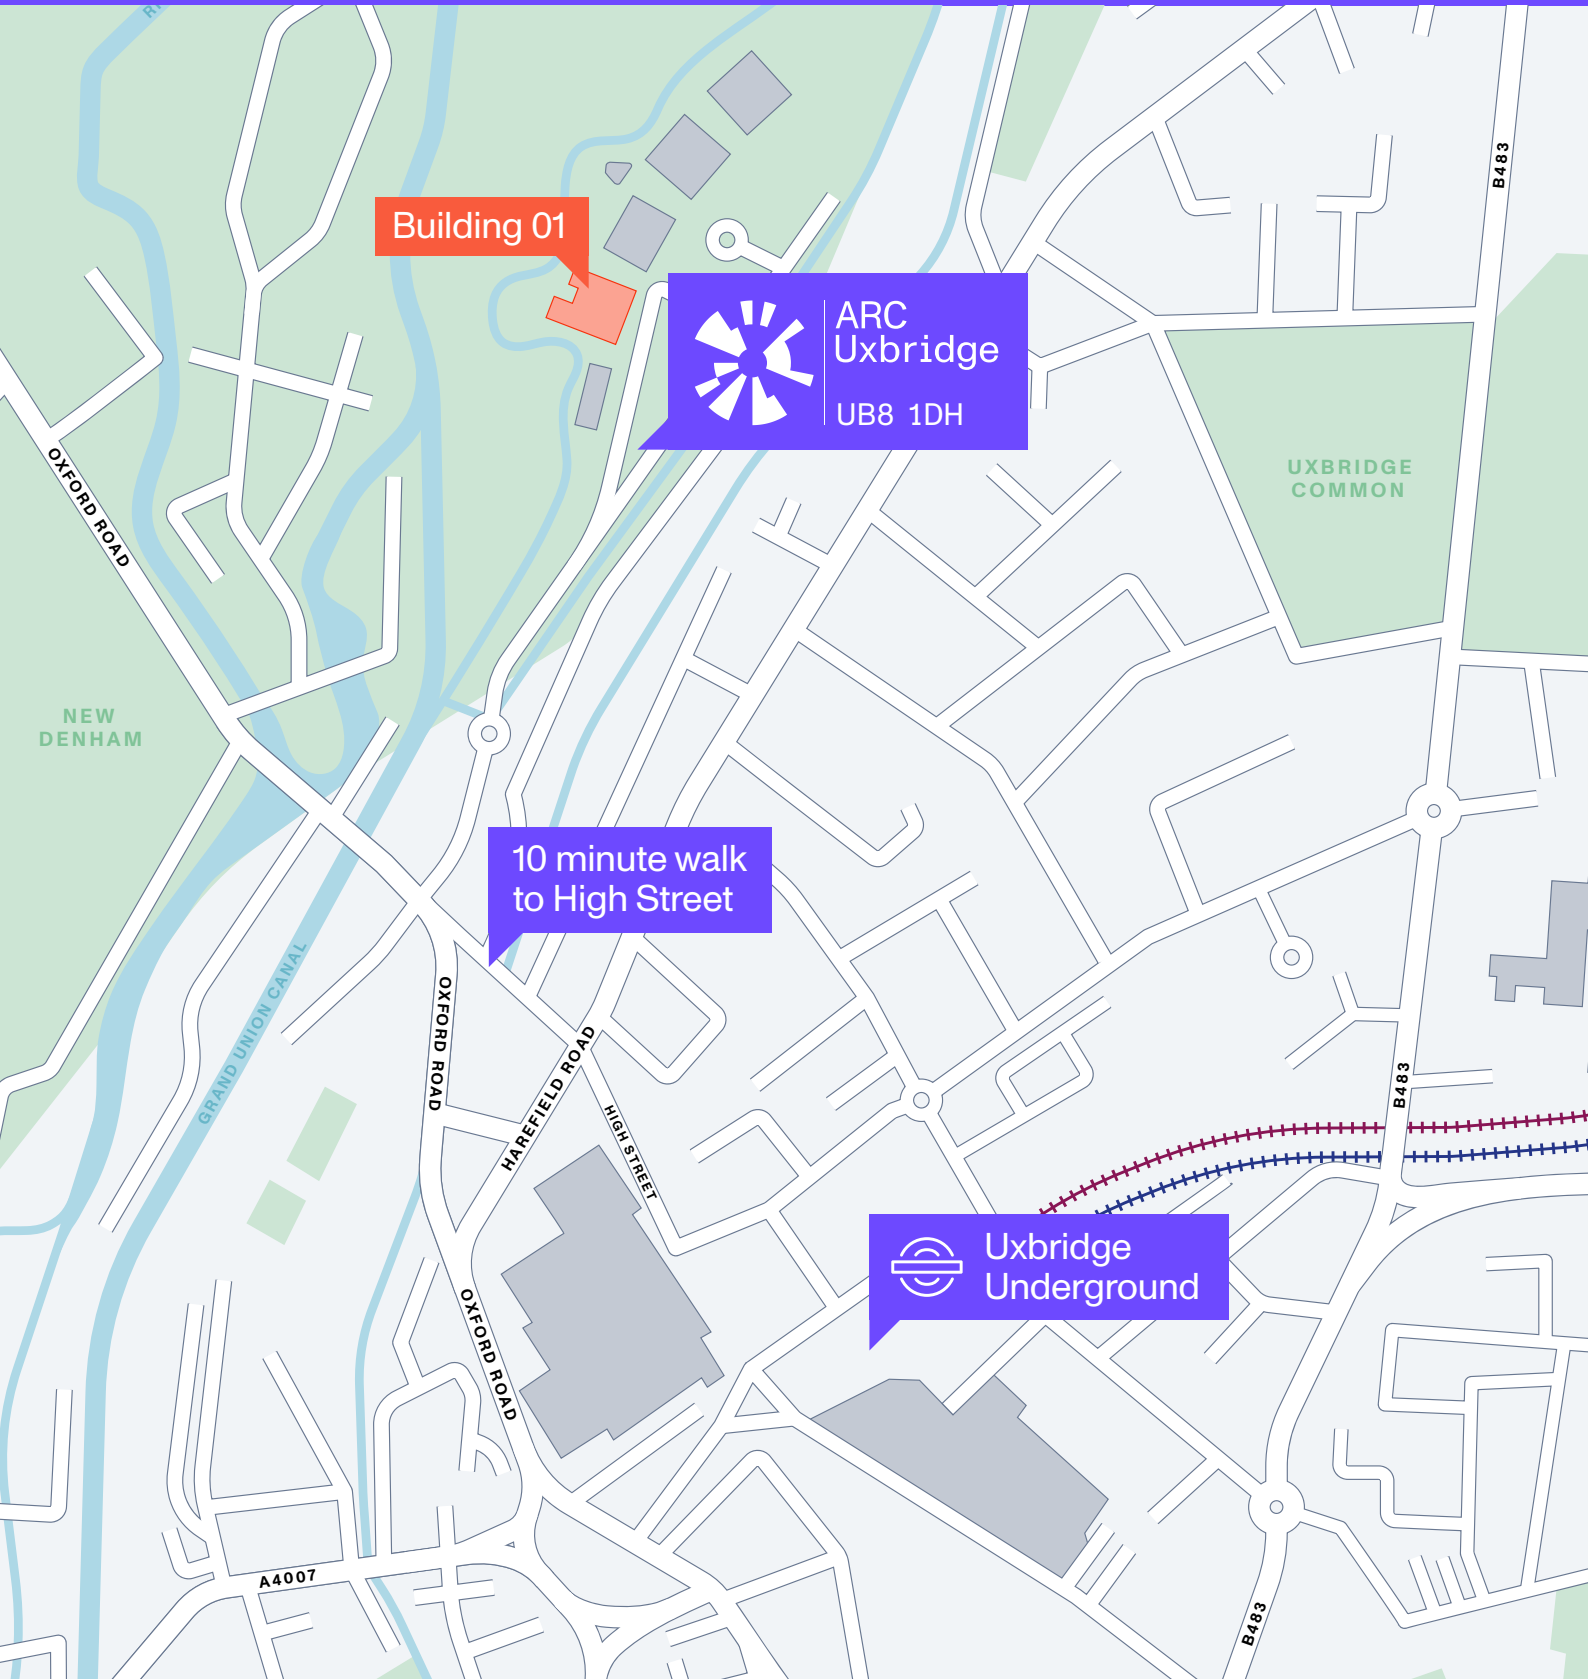 R
B483
Building 01
ARC
Uxbridge
UB8 1DH
OXFORD ROAD
UXBRIDGE
COMMON
NEW
DENHAM
10 minute walk
to High Street
GRAND UNION CANAL
OXFORD ROAD
HAREFIELD ROAD
HIGH STREET
B483
Uxbridge
Underground
OXFORD ROAD
A4007
B483